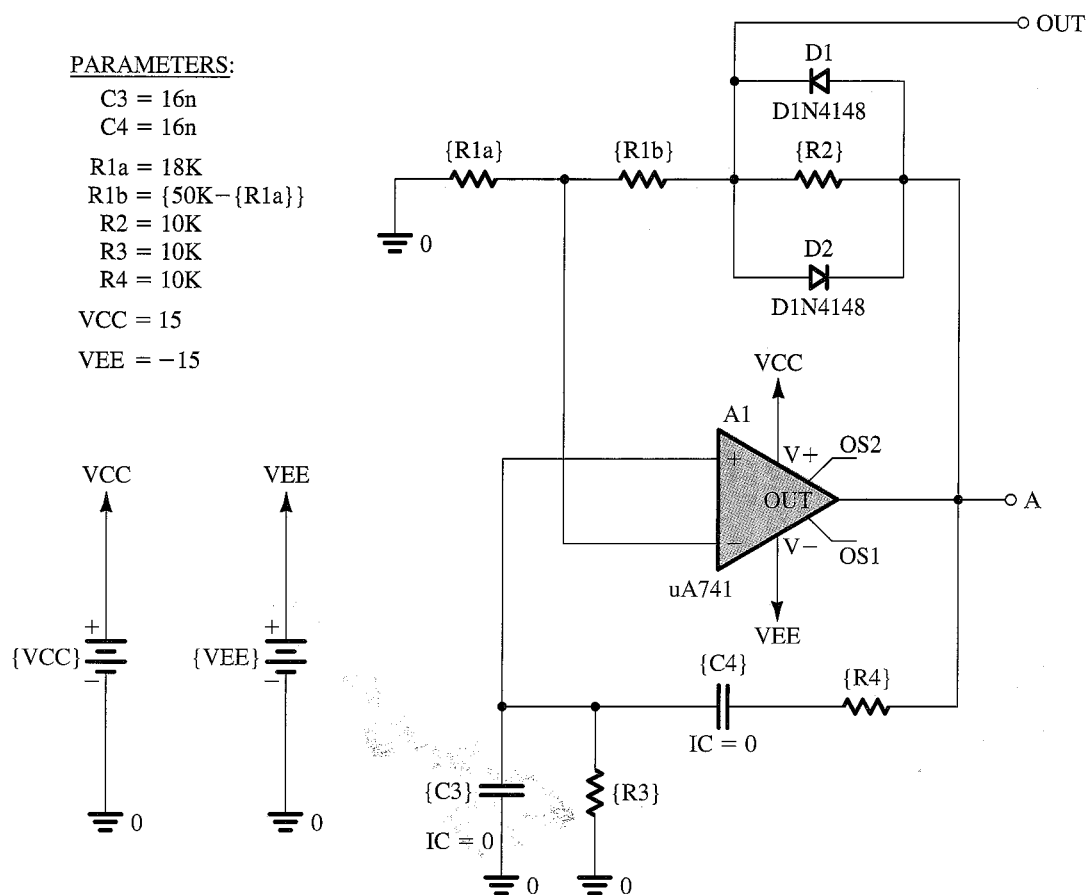 PARAMETERS:
C3 = 16n
C4 = 16n
R1a = 18K
R1b = {50K−{R1a}}
R2 = 10K
R3 = 10K
R4 = 10K
VCC = 15
VEE = −15
OUT
D1
D1N4148
{R1a}
{R1b}
{R2}
0
D2
D1N4148
VCC
A1
+
V+
OS2
OUT
A
−
V−
OS1
uA741
VEE
VCC
VEE
+
{VCC}
−
+
{VEE}
−
0
0
{C4}
IC = 0
{R4}
{C3}
IC = 0
{R3}
0
0